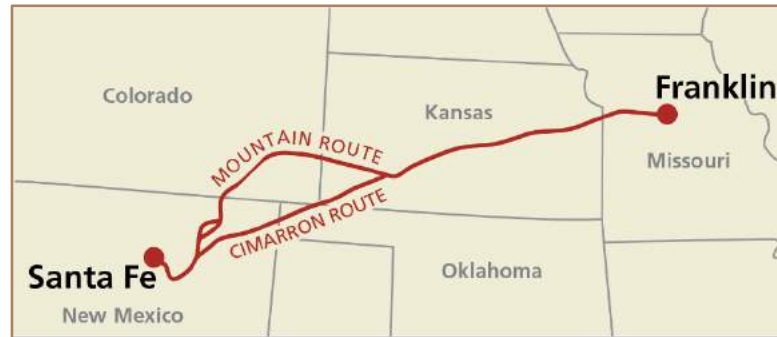 Colorado
Kansas
Franklin
Missouri
MOUNTAIN ROUTE
CIMARRON ROUTE
Santa Fe
New Mexico
Oklahoma